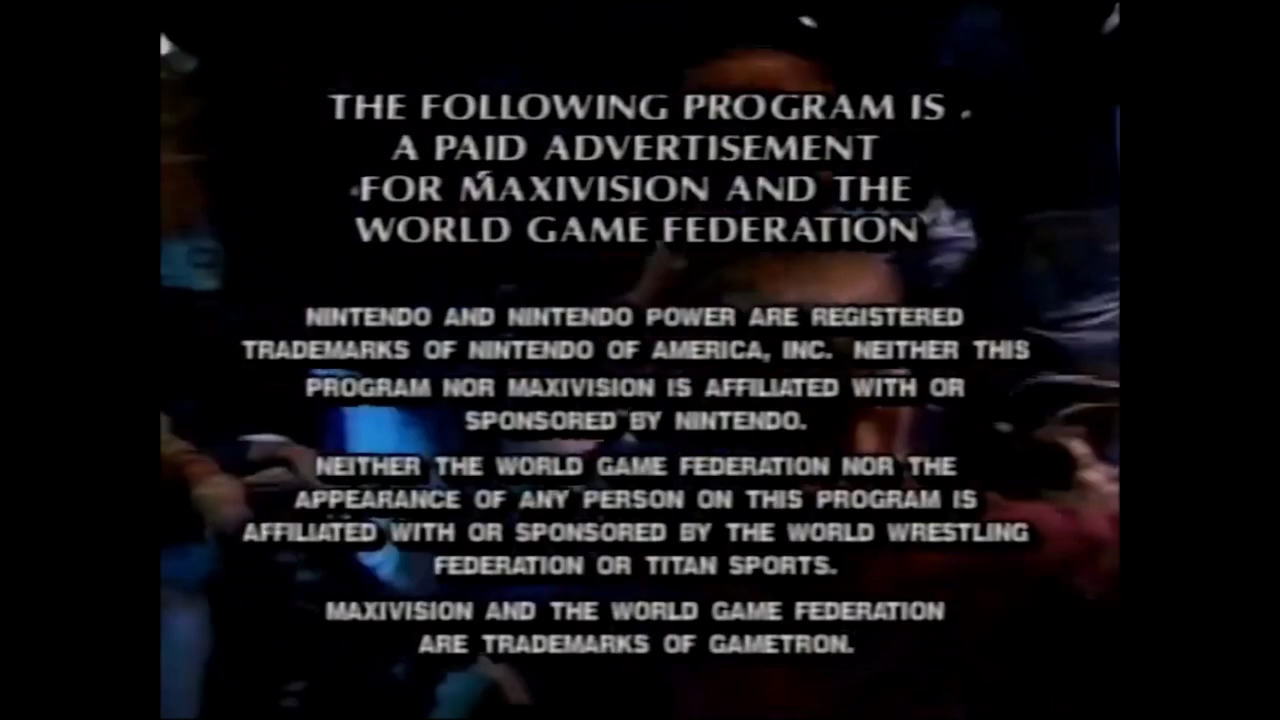 THE FOLLOWING PROGRAM IS
A PAID ADVERTISEMENT
FOR MAXIVISION AND THE
WORLD GAME FEDERATION
NINTENDO AND NINTENDO POWER ARE REGISTERED
TRADEMARKS OF NINTENDO OF AMERICA, INC. NEITHER THIS
PROGRAM NOR MAXIVISION IS AFFILIATED WITH OR
SPONSORED BY NINTENDO.
NEITHER THE WORLD GAME FEDERATION NOR THE
APPEARANCE OF ANY PERSON ON THIS PROGRAM IS
AFFILIATED WITH OR SPONSORED BY THE WORLD WRESTLING
FEDERATION OR TITAN SPORTS.
MAXIVISION AND THE WORLD GAME FEDERATION
ARE TRADEMARKS OF GAMETRON.